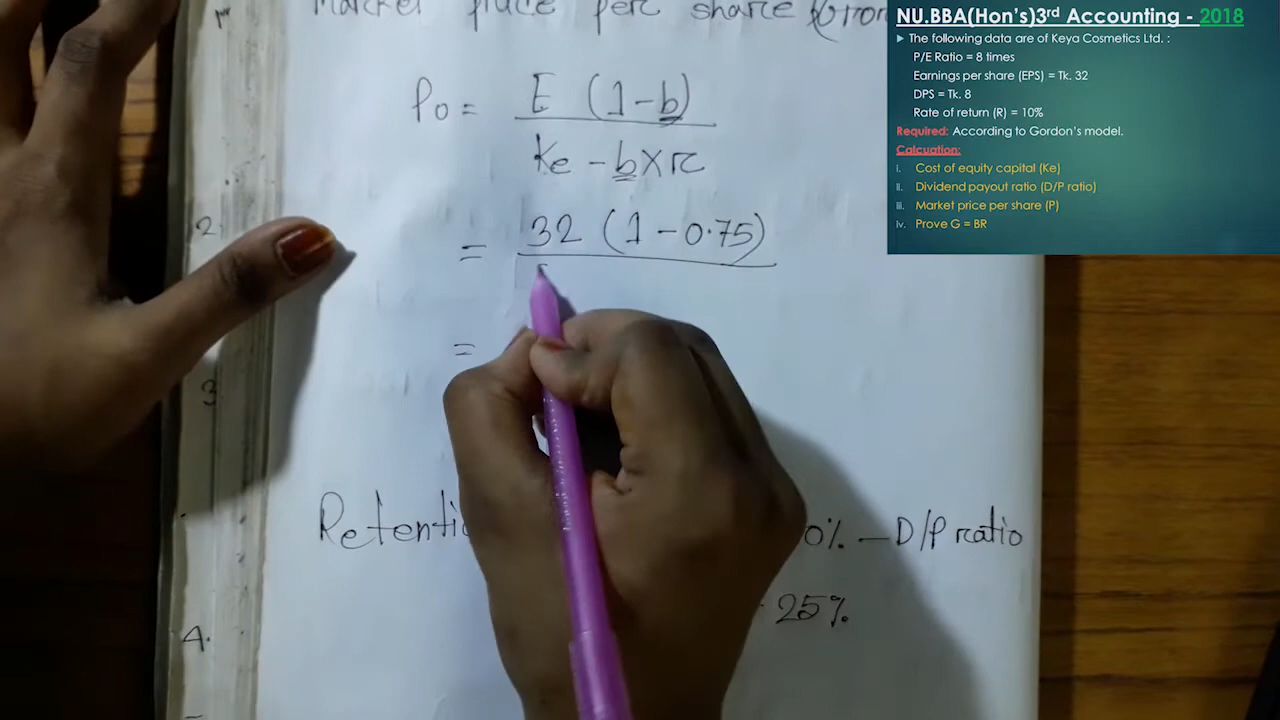 Market price per share
P0 = E (1-b)
Ke - b×r
= 32 (1-0.75)
=
0% - D/P ratio
25%
2.
3
4.
NU.BBA(Hon's)3rd Accounting - 2018
The following data are of Keya Cosmetics Ltd. :
P/E Ratio = 8 times
Earnings per share (EPS) = Tk. 32
DPS = Tk. 8
Rate of return (R) = 10%
Required: According to Gordon's model.
Calcuation:
i. Cost of equity capital (Ke)
ii. Dividend payout ratio (D/P ratio)
iii. Market price per share (P)
iv. Prove G = BR